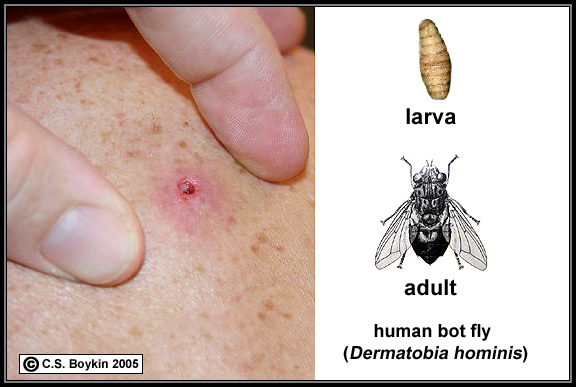 larva
adult
human bot fly
(Dermatobia hominis)
© C.S. Boykin 2005